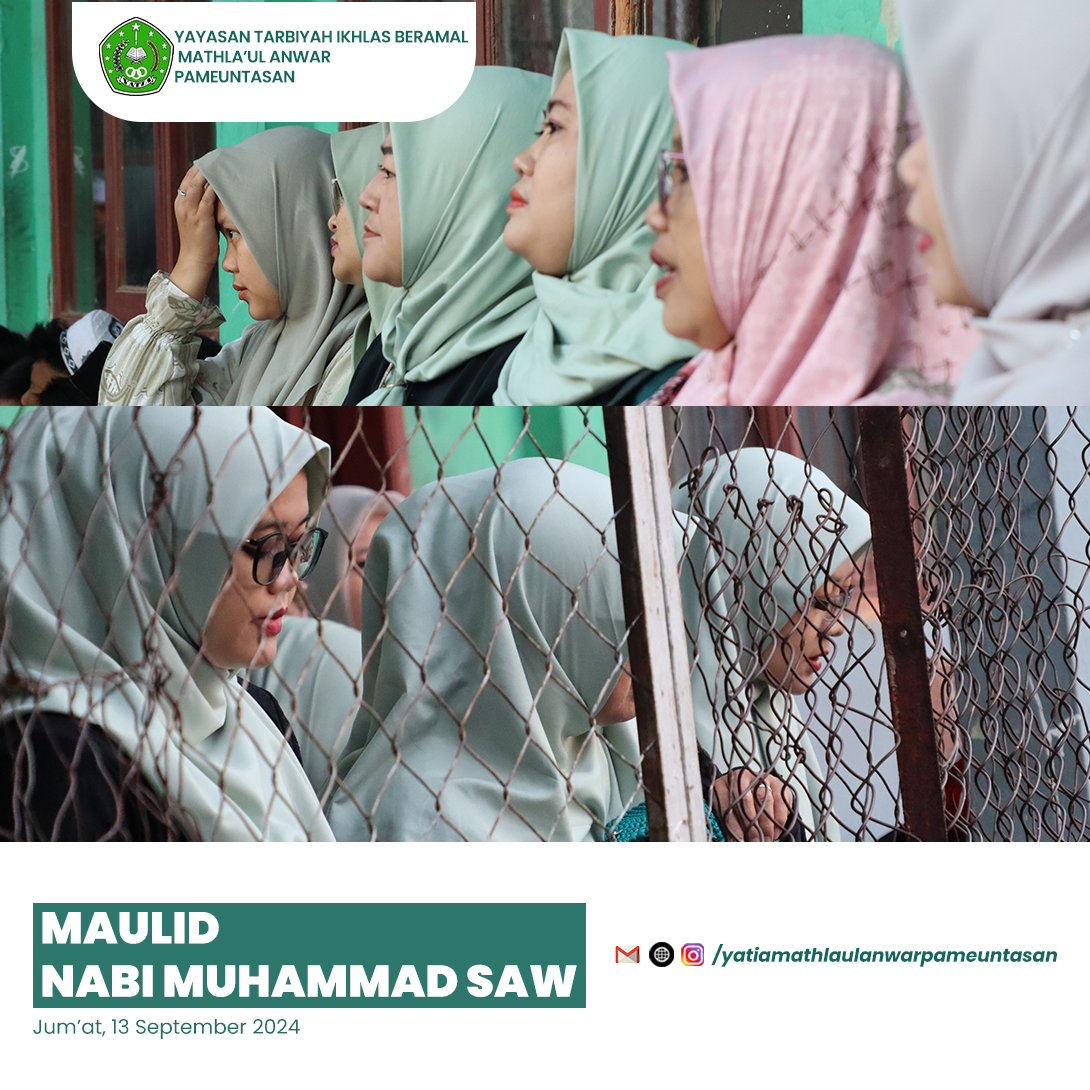 YAYASAN TARBIYAH IKHLAS BERAMAL
MATHLA'UL ANWAR
PAMEUNTASAN
MAULID
NABI MUHAMMAD SAW
Jum'at, 13 September 2024
/yatiamathlaulanwarpameuntasan